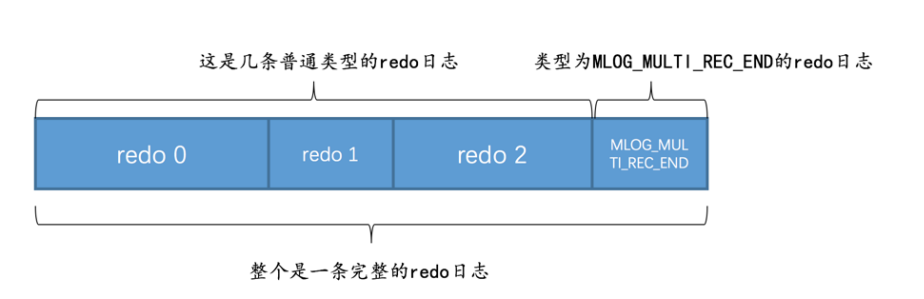 这是几条普通类型的redo日志
类型为MLOG_MULTI_REC_END的redo日志
redo 0
redo 1
redo 2
MLOG_MUL
TI_REC_END
整个是一条完整的redo日志